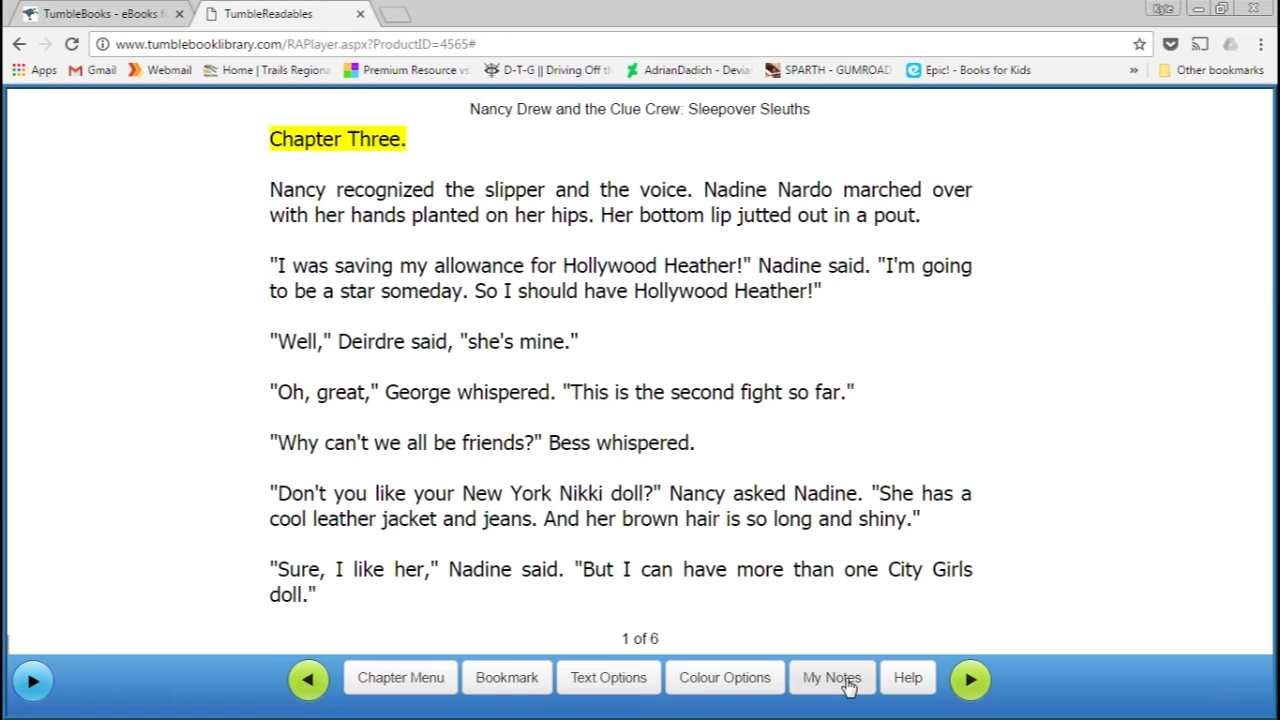 TumbleBooks - eBooks f
TumbleReadables
Kyle
www.tumblebooklibrary.com/RAPlayer.aspx?ProductID=4565#
Apps Gmail Webmail Home | Trails Regiona Premium Resource vs D-T-G || Driving Off th AdrianDadich - Devia SPARTH - GUMROAD Epic! - Books for Kids » Other bookmarks
Nancy Drew and the Clue Crew: Sleepover Sleuths
Chapter Three.
Nancy recognized the slipper and the voice. Nadine Nardo marched over
with her hands planted on her hips. Her bottom lip jutted out in a pout.
"I was saving my allowance for Hollywood Heather!" Nadine said. "I'm going
to be a star someday. So I should have Hollywood Heather!"
"Well," Deirdre said, "she's mine."
"Oh, great," George whispered. "This is the second fight so far."
"Why can't we all be friends?" Bess whispered.
"Don't you like your New York Nikki doll?" Nancy asked Nadine. "She has a
cool leather jacket and jeans. And her brown hair is so long and shiny."
"Sure, I like her," Nadine said. "But I can have more than one City Girls
doll."
1 of 6
Chapter Menu Bookmark Text Options Colour Options My Notes Help